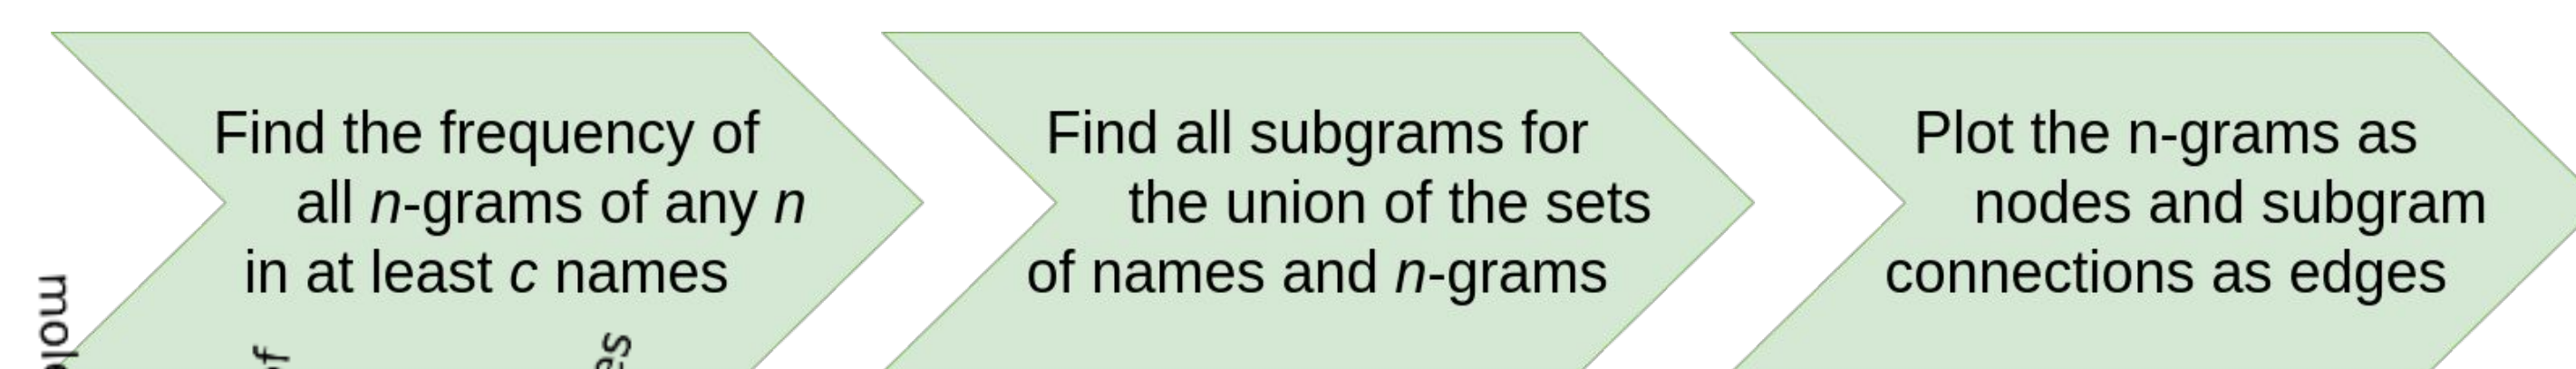 Find the frequency of
all n-grams of any n
in at least c names
Find all subgrams for
the union of the sets
of names and n-grams
Plot the n-grams as
nodes and subgram
connections as edges